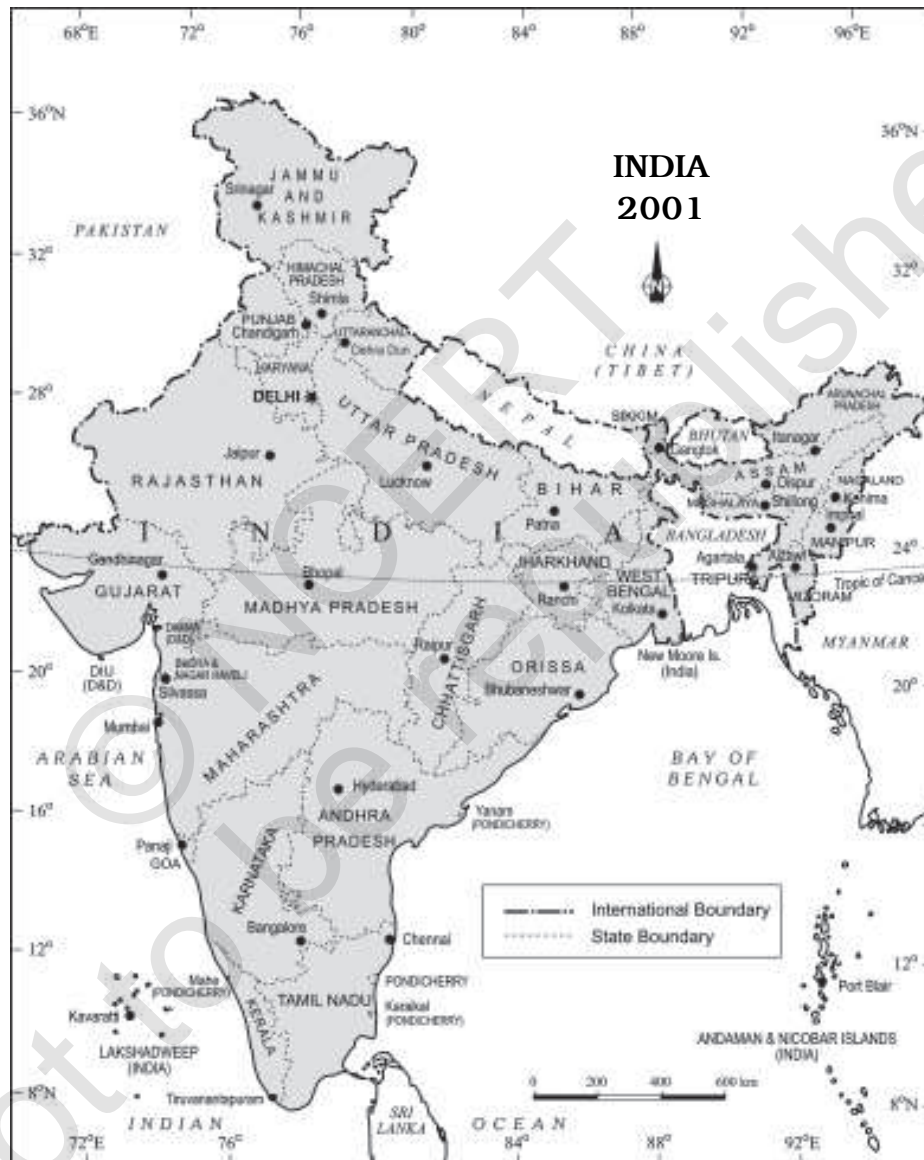 68°E
72°
76°
80°
84°
88°
92°
96°E
36°N
36°N
INDIA
2001
JAMMU
AND
KASHMIR
Srinagar
PAKISTAN
32°
32°
N
HIMACHAL
PRADESH
Shimla
PUNJAB
Chandigarh
UTTARANCHAL
Dehra Dun
HARYANA
CHINA
(TIBET)
28°
DELHI
UTTAR PRADESH
NEPAL
SIKKIM
Gangtok
BHUTAN
ARUNACHAL
PRADESH
Itanagar
Jaipur
RAJASTHAN
Lucknow
BIHAR
Patna
ASSAM
Dispur
NAGALAND
Kohima
MEGHALAYA
Shillong
Imphal
MANIPUR
INDIA
BANGLADESH
24°
Gandhinagar
GUJARAT
Bhopal
MADHYA PRADESH
JHARKHAND
Ranchi
WEST
BENGAL
Kolkata
Agartala
TRIPURA
Aizawl
MIZORAM
Tropic of Cancer
MYANMAR
DAMAN
(D&D)
DIU
(D&D)
DADRA &
NAGAR HAVELI
Silvassa
20°
20°
Raipur
CHHATTISGARH
ORISSA
Bhubaneshwar
New Moore Is.
(India)
Mumbai
MAHARASHTRA
ARABIAN
SEA
BAY OF
BENGAL
Hyderabad
ANDHRA
PRADESH
Yanam
(PONDICHERRY)
16°
Panaji
GOA
KARNATAKA
Bangalore
Chennai
International Boundary
State Boundary
12°
12°
Mahe
(PONDICHERRY)
PONDICHERRY
TAMIL NADU
Karaikal
(PONDICHERRY)
KERALA
Kavaratti
LAKSHADWEEP
(INDIA)
Port Blair
ANDAMAN & NICOBAR ISLANDS
(INDIA)
0 200 400 600 km
8°N
8°N
Tiruvanantapuram
INDIAN OCEAN
SRI
LANKA
72°E
76°
84°
88°
92°E
© NCERT
not to be republished